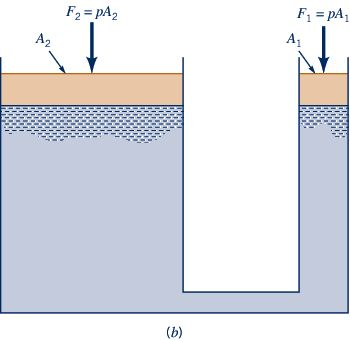 F₂ = pA₂
F₁ = pA₁
A₂
A₁
(b)